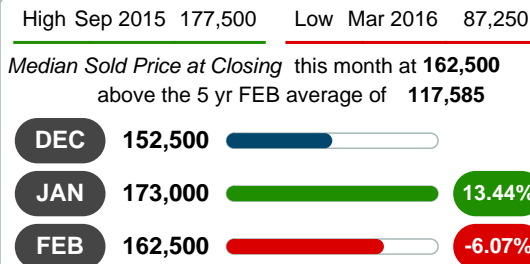 High Sep 2015 177,500 Low Mar 2016 87,250
Median Sold Price at Closing this month at 162,500
above the 5 yr FEB average of 117,585
DEC 152,500
JAN 173,000 13.44%
FEB 162,500 -6.07%